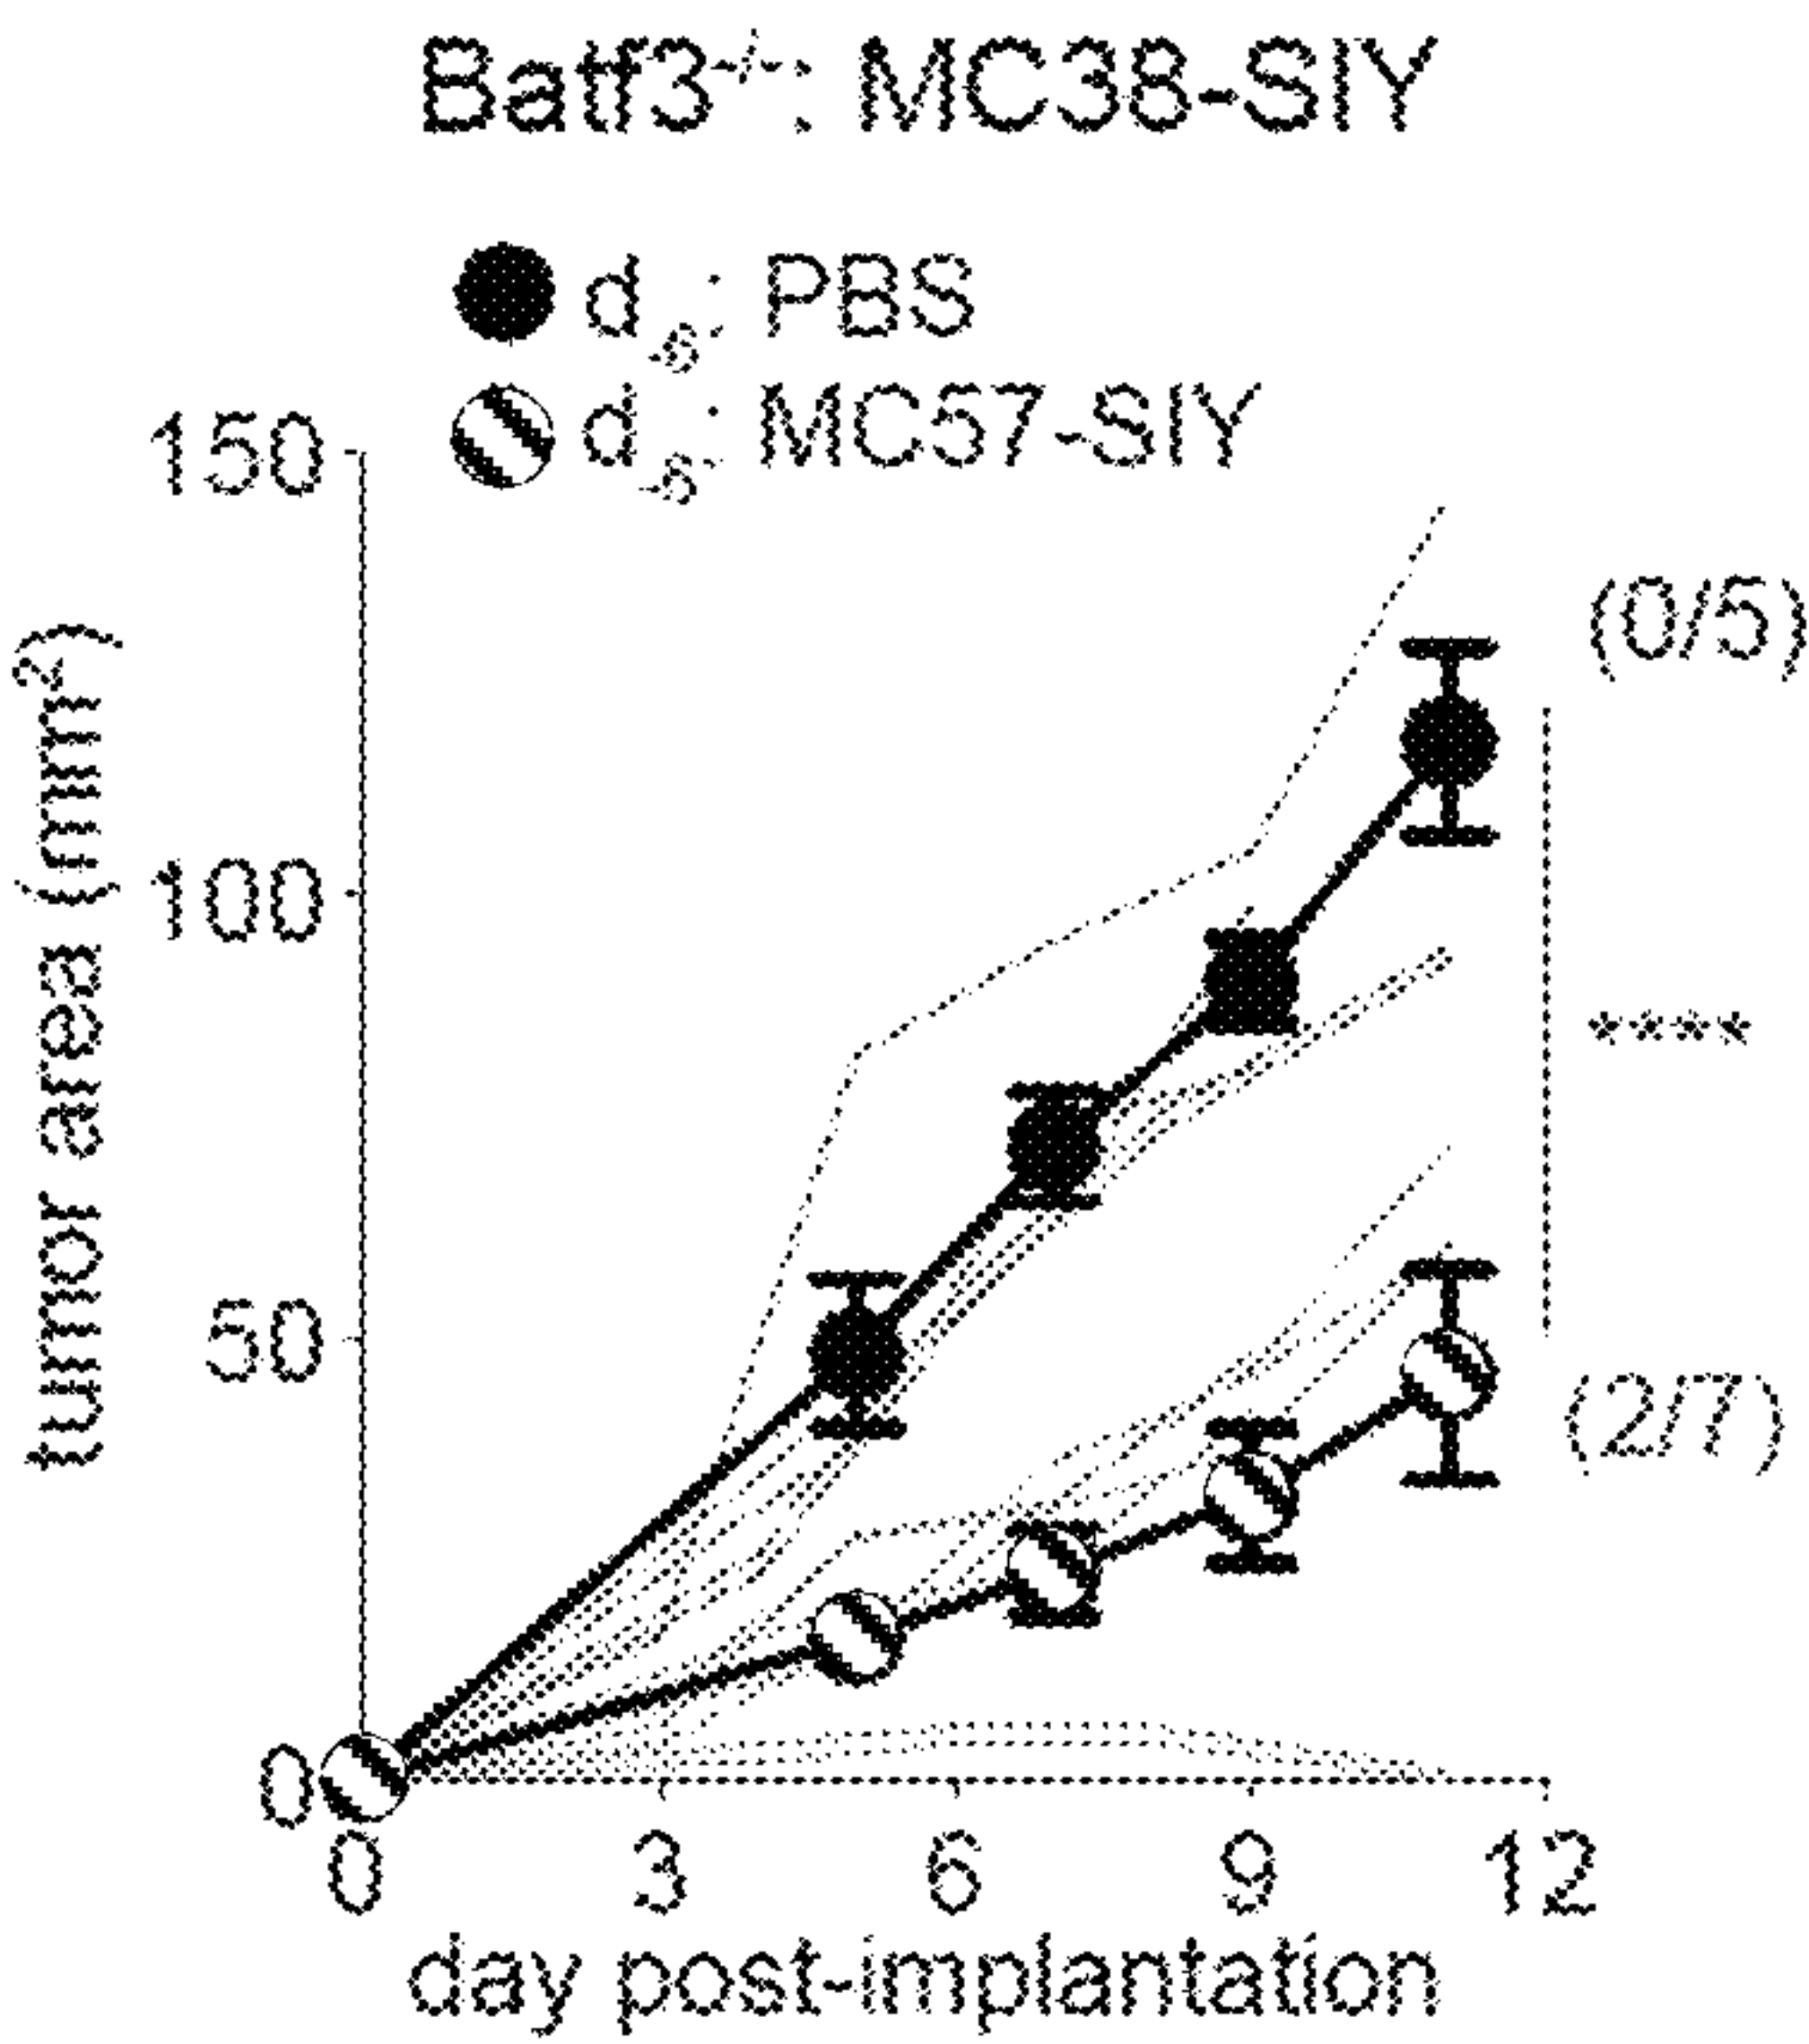 Batf3-/-: MC38-SIY
d-5: PBS
d-5: MC57-SIY
150
100
50
0
tumor area (mm²)
(0/5)
****
(2/7)
0 3 6 9 12
day post-implantation